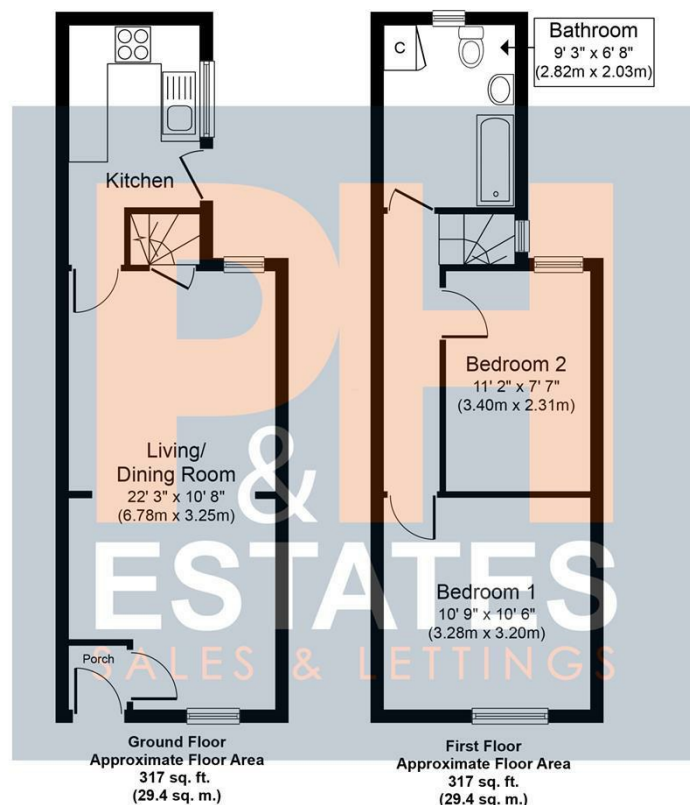 C
Bathroom
9' 3" x 6' 8"
(2.82m x 2.03m)
Kitchen
PH
Bedroom 2
11' 2" x 7' 7"
(3.40m x 2.31m)
Living/
Dining Room
22' 3" x 10' 8"
(6.78m x 3.25m)
&
ESTATES
SALES & LETTINGS
Bedroom 1
10' 9" x 10' 6"
(3.28m x 3.20m)
Porch
Ground Floor
Approximate Floor Area
317 sq. ft.
(29.4 sq. m.)
First Floor
Approximate Floor Area
317 sq. ft.
(29.4 sq. m.)